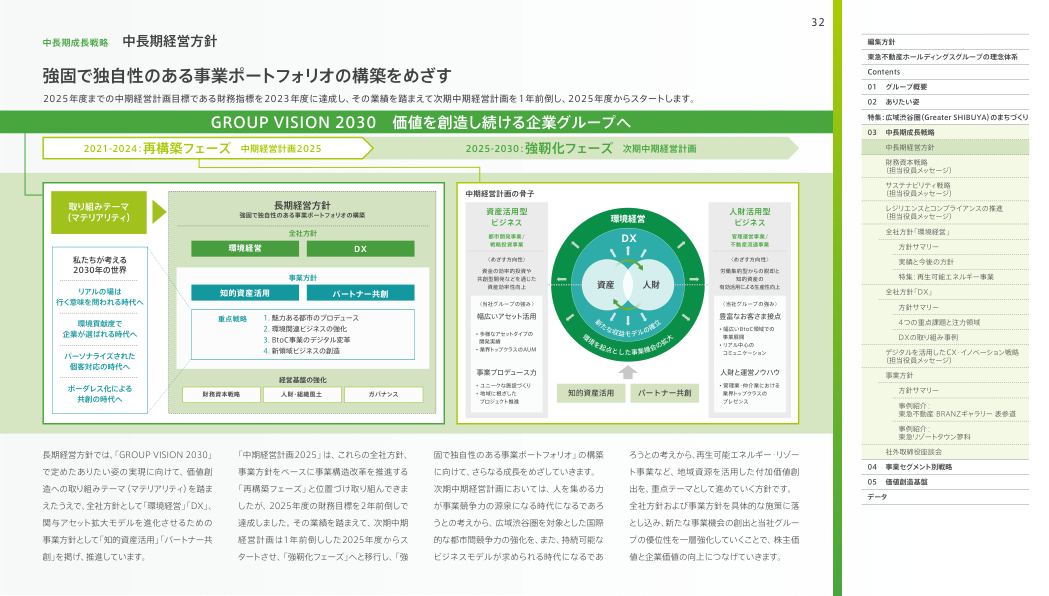 32
中長期成長戦略 中長期経営方針
強固で独自性のある事業ポートフォリオの構築をめざす
2025年度までの中期経営計画目標である財務指標を2023年度に達成し、その業績を踏まえて次期中期経営計画を1年前倒し、2025年度からスタートします。
GROUP VISION 2030 価値を創造し続ける企業グループへ
2021-2024：再構築フェーズ 中期経営計画2025
2025-2030：強靭化フェーズ 次期中期経営計画
取り組みテーマ
（マテリアリティ）
私たちが考える
2030年の世界
リアルの場は
行く意味を問われる時代へ
環境貢献度で
企業が選ばれる時代へ
パーソナライズされた
個客対応の時代へ
ボーダレス化による
共創の時代へ
長期経営方針
強固で独自性のある事業ポートフォリオの構築
全社方針
環境経営
DX
事業方針
知的資産活用
パートナー共創
重点戦略
1. 魅力ある都市のプロデュース
2. 環境関連ビジネスの強化
3. BtoC事業のデジタル変革
4. 新領域ビジネスの創造
経営基盤の強化
財務資本戦略
人財・組織風土
ガバナンス
中期経営計画の骨子
資産活用型
ビジネス
都市開発事業/
戦略投資事業
〈めざす方向性〉
資金の効率的投資や
共創型開発などを通じた
資産効率性向上
〈当社グループの強み〉
幅広いアセット活用
・多種なアセットタイプの
開発実績
・業界トップクラスのAUM
事業プロデュース力
・ユニークな施設づくり
・地域に根ざした
プロジェクト推進
環境経営
DX
資産
人財
新たな収益モデルの確立
環境を起点とした事業機会の拡大
知的資産活用
パートナー共創
人財活用型
ビジネス
管理運営事業/
不動産流通事業
〈めざす方向性〉
労働集約型からの脱却と
知的資産の
有効活用による生産性向上
〈当社グループの強み〉
豊富なお客さま接点
・幅広いBtoC領域での
事業展開
・リアル中心の
コミュニケーション
人財と運営ノウハウ
・管理業・仲介業における
業界トップクラスの
プレゼンス
長期経営方針では、「GROUP VISION 2030」
で定めたありたい姿の実現に向けて、価値創
造への取り組みテーマ（マテリアリティ）を踏ま
えたうえで、全社方針として「環境経営」「DX」、
関与アセット拡大モデルを進化させるための
事業方針として「知的資産活用」「パートナー共
創」を掲げ、推進しています。
「中期経営計画2025」は、これらの全社方針、
事業方針をベースに事業構造改革を推進する
「再構築フェーズ」と位置づけ取り組んできま
したが、2025年度の財務目標を2年前倒しで
達成しました。その業績を踏まえて、次期中期
経営計画は1年前倒しした2025年度からス
タートさせ、「強靭化フェーズ」へと移行し、「強
固で独自性のある事業ポートフォリオ」の構築
に向けて、さらなる成長をめざしていきます。
次期中期経営計画においては、人を集める力
が事業競争力の源泉になる時代になるであろ
うとの考えから、広域渋谷圏を対象とした国際
的な都市間競争力の強化を、また、持続可能な
ビジネスモデルが求められる時代になるであ
ろうとの考えから、再生可能エネルギー・リゾー
ト事業など、地域資源を活用した付加価値創
出を、重点テーマとして進めていく方針です。
全社方針および事業方針を具体的な施策に落
とし込み、新たな事業機会の創出と当社グルー
プの優位性を一層強化していくことで、株主価
値と企業価値の向上につなげていきます。
編集方針
東急不動産ホールディングスグループの理念体系
Contents
01 グループ概要
02 ありたい姿
特集：広域渋谷圏（Greater SHIBUYA）のまちづくり
03 中長期成長戦略
中長期経営方針
財務資本戦略
（担当役員メッセージ）
サステナビリティ戦略
（担当役員メッセージ）
レジリエンスとコンプライアンスの推進
（担当役員メッセージ）
全社方針「環境経営」
方針サマリー
実績と今後の方針
特集：再生可能エネルギー事業
全社方針「DX」
方針サマリー
4つの重点課題と注力領域
DXの取り組み事例
デジタルを活用したCX・イノベーション戦略
（担当役員メッセージ）
事業方針
方針サマリー
事例紹介：
東急不動産 BRANZギャラリー 表参道
事例紹介：
東急リゾートタウン蓼科
社外取締役座談会
04 事業セグメント別戦略
05 価値創造基盤
データ